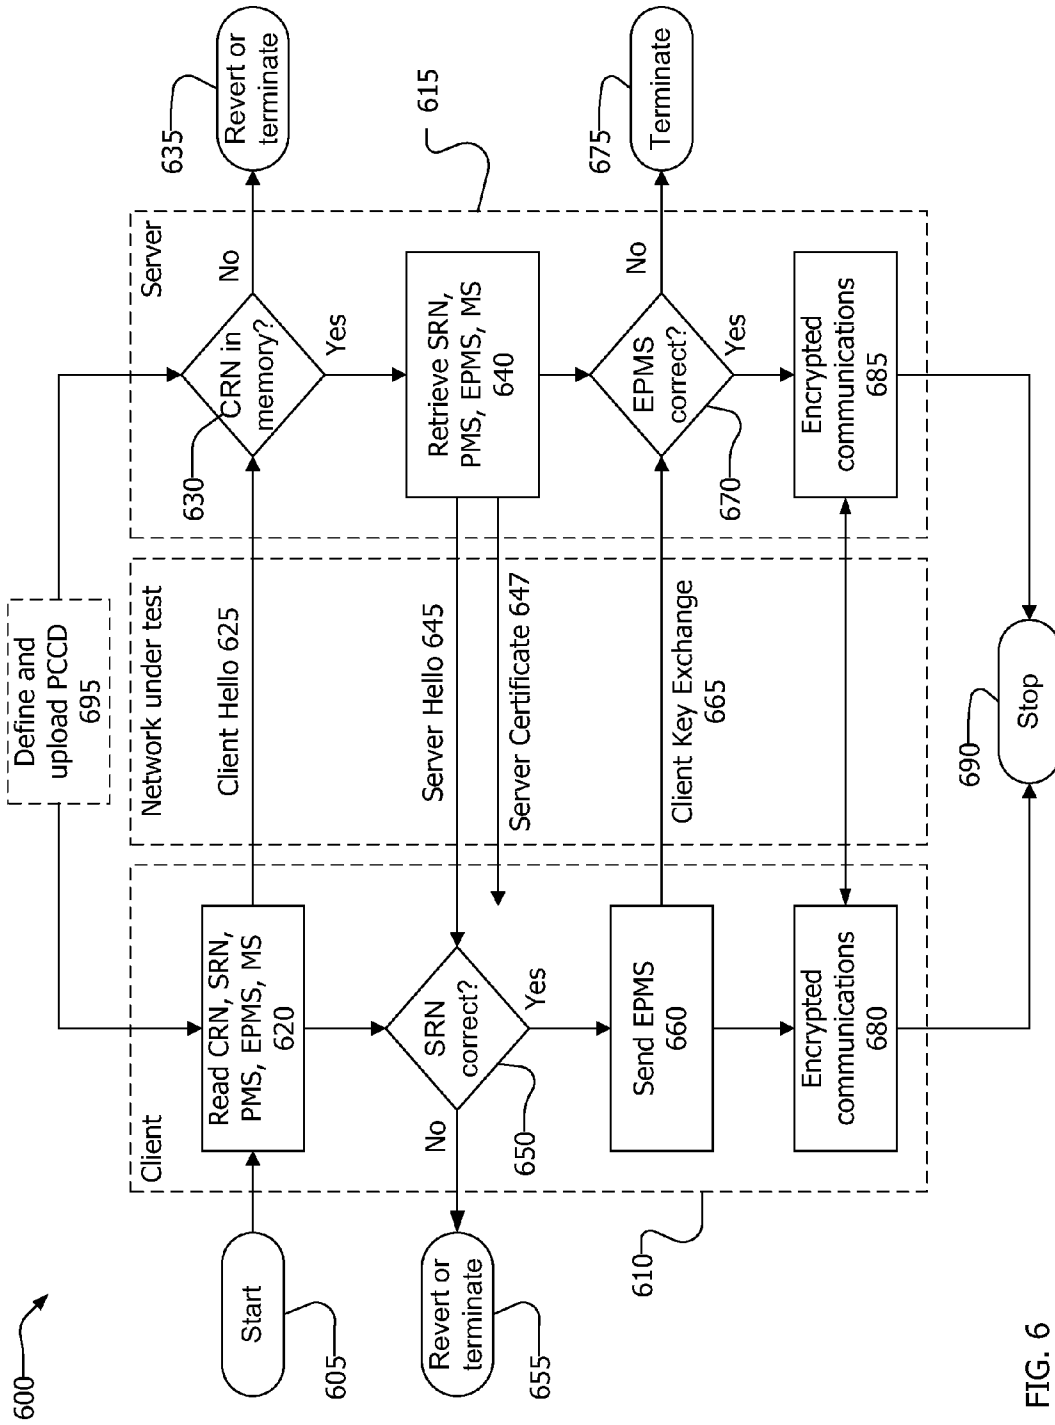 600
Define and
upload PCCD
695
Client
Network under test
Server
Start
605
Read CRN, SRN,
PMS, EPMS, MS
620
Client Hello 625
CRN in
memory?
630
No
Yes
Revert or
terminate
635
Retrieve SRN,
PMS, EPMS, MS
640
615
Server Hello 645
Server Certificate 647
SRN
correct?
650
No
Yes
Revert or
terminate
655
Send EPMS
660
Client Key Exchange
665
EPMS
correct?
670
No
Yes
Terminate
675
610
Encrypted
communications
680
Encrypted
communications
685
Stop
690
FIG. 6